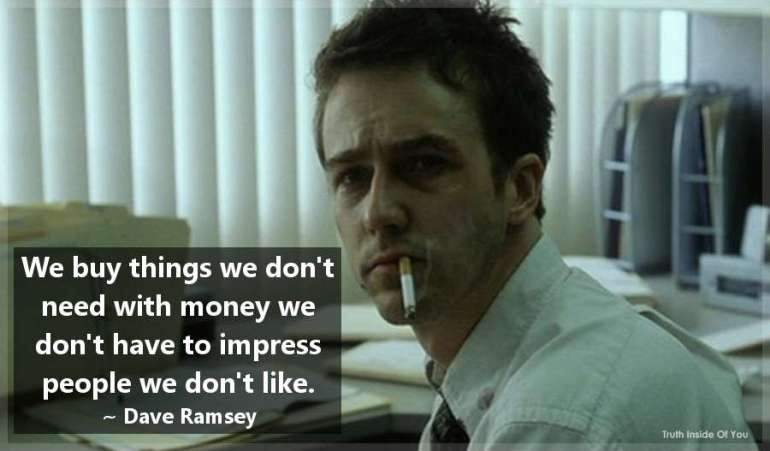 We buy things we don't
need with money we
don't have to impress
people we don't like.
~ Dave Ramsey
Truth Inside Of You